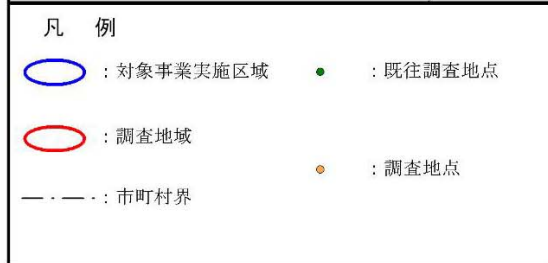 凡 例
：対象事業実施区域
：既往調査地点
：調査地域
：調査地点
：市町村界